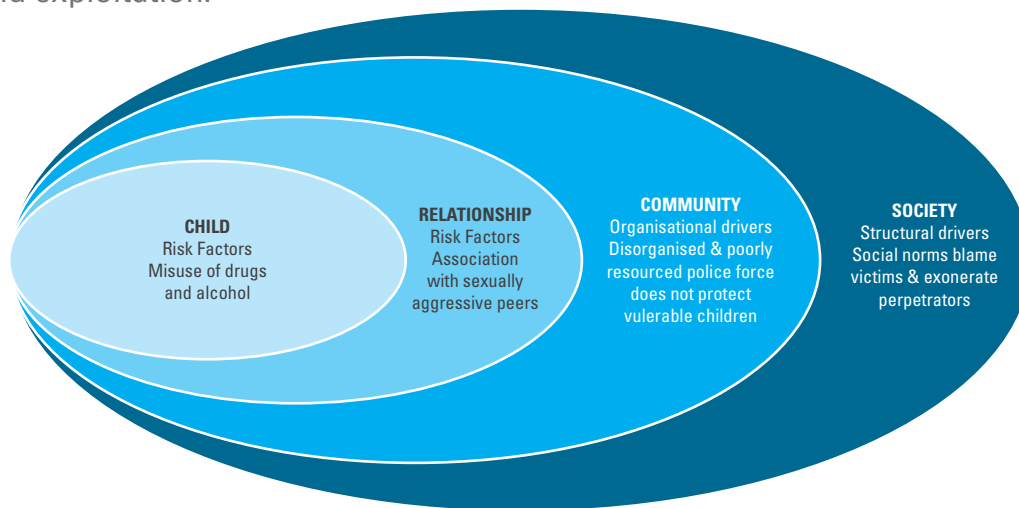 exploitation.
CHILD
Risk Factors
Misuse of drugs
and alcohol
RELATIONSHIP
Risk Factors
Association
with sexually
aggressive peers
COMMUNITY
Organisational drivers
Disorganised & poorly
resourced police force
does not protect
vulerable children
SOCIETY
Structural drivers
Social norms blame
victims & exonerate
perpetrators